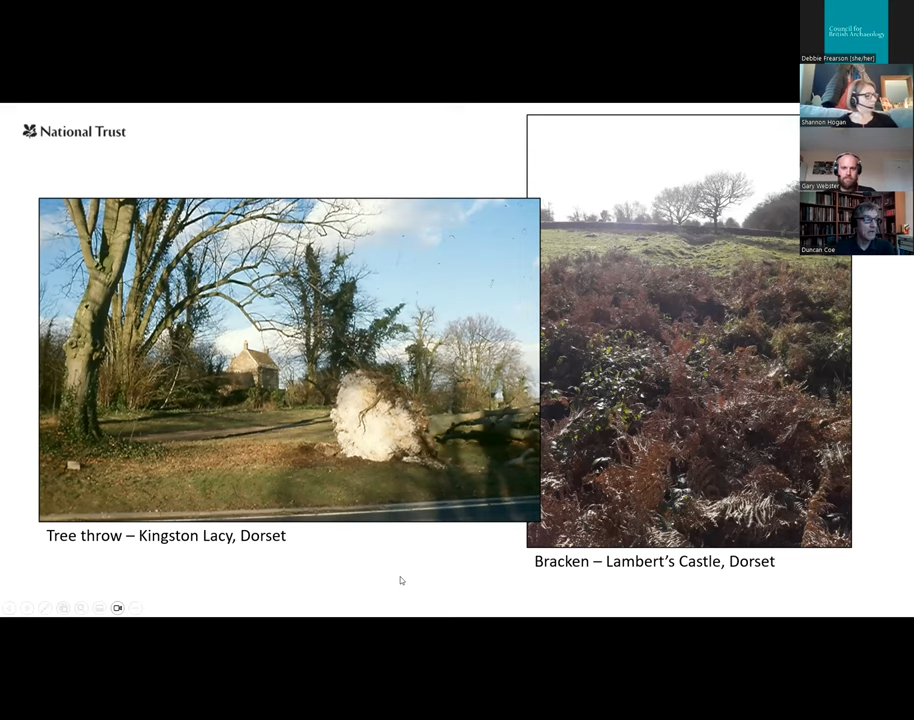 Council for
British Archaeology
Debbie Frearson (she/her)
Shannon Hogan
Gary Webster
Duncan Coe
National Trust
Tree throw – Kingston Lacy, Dorset
Bracken – Lambert's Castle, Dorset